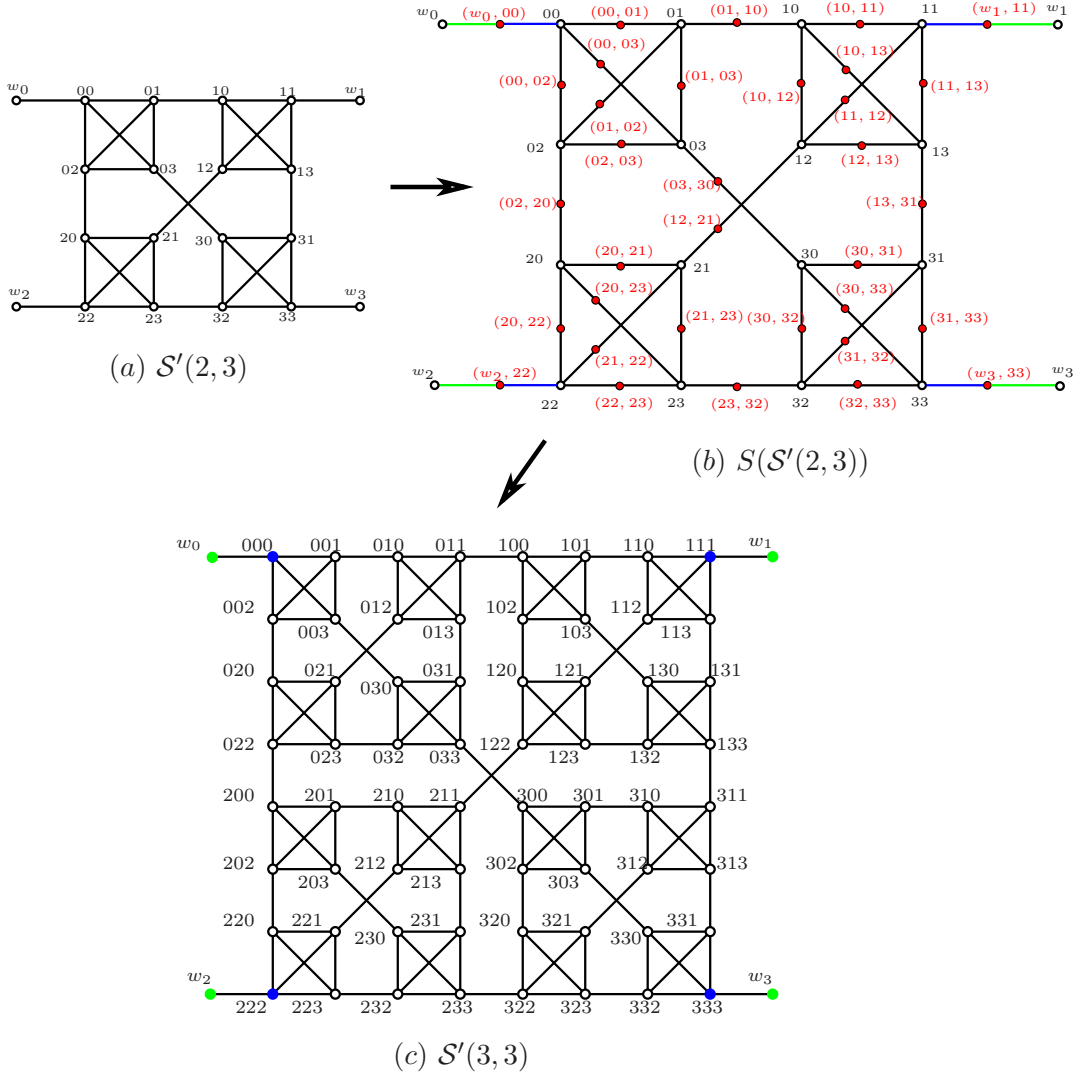 w₀ 00 01 10 11 w₁
02 03 12 13
20 21 30 31
w₂ 22 23 32 33 w₃
(a) 𝒮′(2, 3)
w₀ (w₀, 00) 00 (00, 01) 01 (01, 10) 10 (10, 11) 11 (w₁, 11) w₁
(00, 03) (10, 13)
(00, 02) (01, 03) (10, 12) (11, 13)
(01, 02) (11, 12)
02 (02, 03) 03 12 (12, 13) 13
(03, 30)
(02, 20) (13, 31)
(12, 21)
20 (20, 21) 21 30 (30, 31) 31
(20, 23) (30, 33)
(20, 22) (21, 23) (30, 32) (31, 33)
(21, 22) (31, 32)
w₂ (w₂, 22) (w₃, 33) w₃
22 (22, 23) 23 (23, 32) 32 (32, 33) 33
(b) S(𝒮′(2, 3))
w₀ 000 001 010 011 100 101 110 111 w₁
002 003 012 013 102 103 112 113
020 021 030 031 120 121 130 131
022 023 032 033 122 123 132 133
200 201 210 211 300 301 310 311
202 203 212 213 302 303 312 313
220 221 230 231 320 321 330 331
w₂ 222 223 232 233 322 323 332 333 w₃
(c) 𝒮′(3, 3)